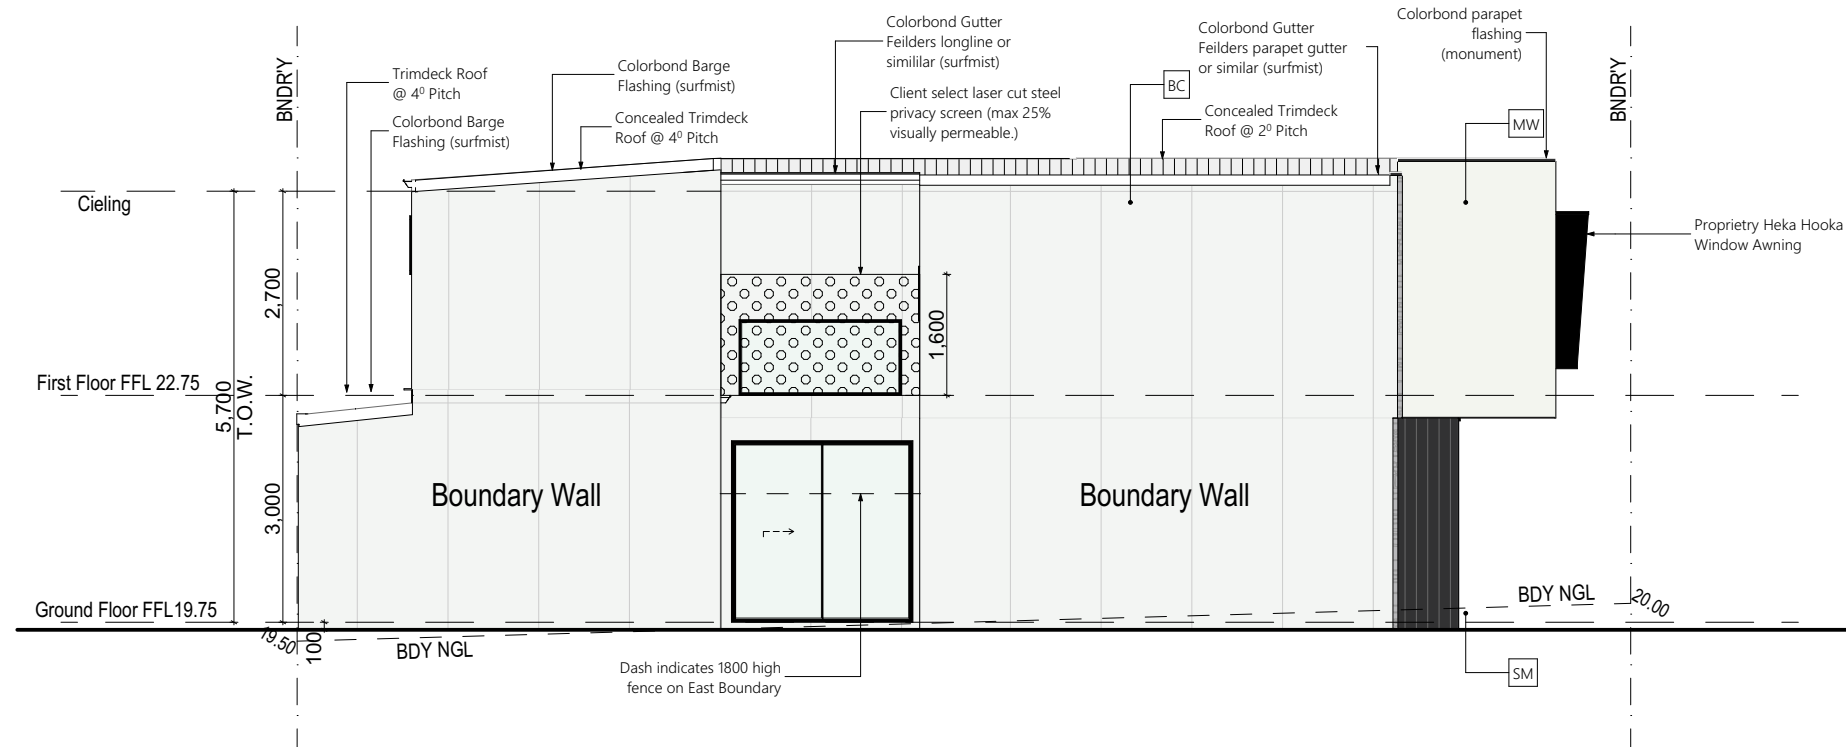 Colorbond Gutter
Feilders longline or
simililar (surfmist)
Colorbond Gutter
Feilders parapet gutter
or similar (surfmist)
Colorbond parapet
flashing
(monument)
BNDR'Y
Trimdeck Roof
@ 4⁰ Pitch
Colorbond Barge
Flashing (surfmist)
Colorbond Barge
Flashing (surfmist)
Concealed Trimdeck
Roof @ 4⁰ Pitch
Client select laser cut steel
privacy screen (max 25%
visually permeable.)
BC
Concealed Trimdeck
Roof @ 2⁰ Pitch
MW
BNDR'Y
Cieling
Proprietry Heka Hooka
Window Awning
2,700
1,600
First Floor FFL 22.75
5,700
T.O.W.
3,000
Boundary Wall
Boundary Wall
Ground Floor FFL19.75
BDY NGL
20.00
19.50
100
BDY NGL
Dash indicates 1800 high
fence on East Boundary
SM